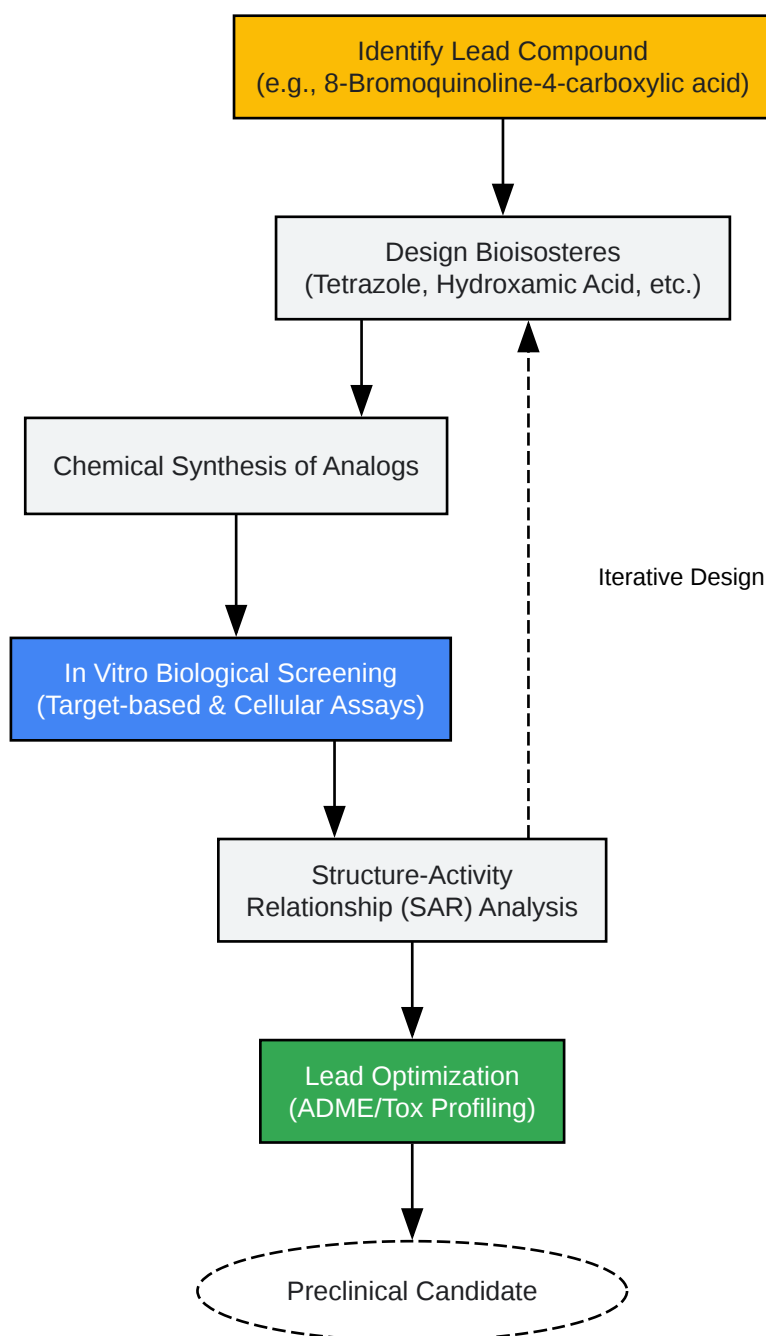 Identify Lead Compound
(e.g., 8-Bromoquinoline-4-carboxylic acid)
Design Bioisosteres
(Tetrazole, Hydroxamic Acid, etc.)
Chemical Synthesis of Analogs
Iterative Design
In Vitro Biological Screening
(Target-based & Cellular Assays)
Structure-Activity
Relationship (SAR) Analysis
Lead Optimization
(ADME/Tox Profiling)
Preclinical Candidate